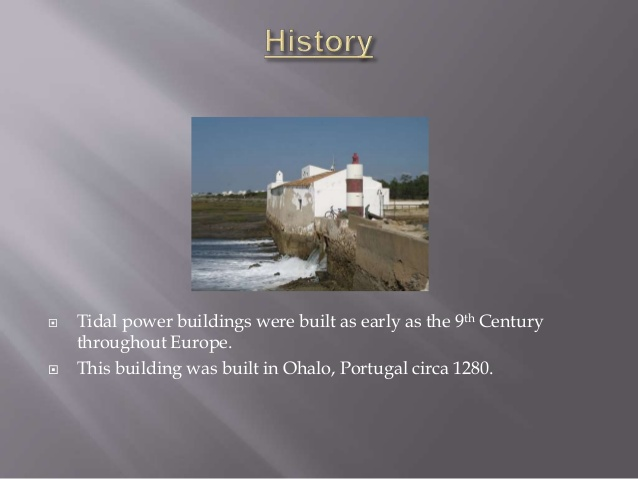 History
Tidal power buildings were built as early as the 9th Century
throughout Europe.
This building was built in Ohalo, Portugal circa 1280.